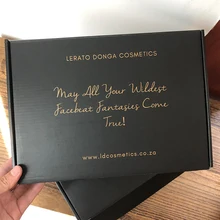 LERATO DONGA COSMETICS
May All Your Wildest
Facebeat Fantasies Come
True!
www.ldcosmetics.co.za